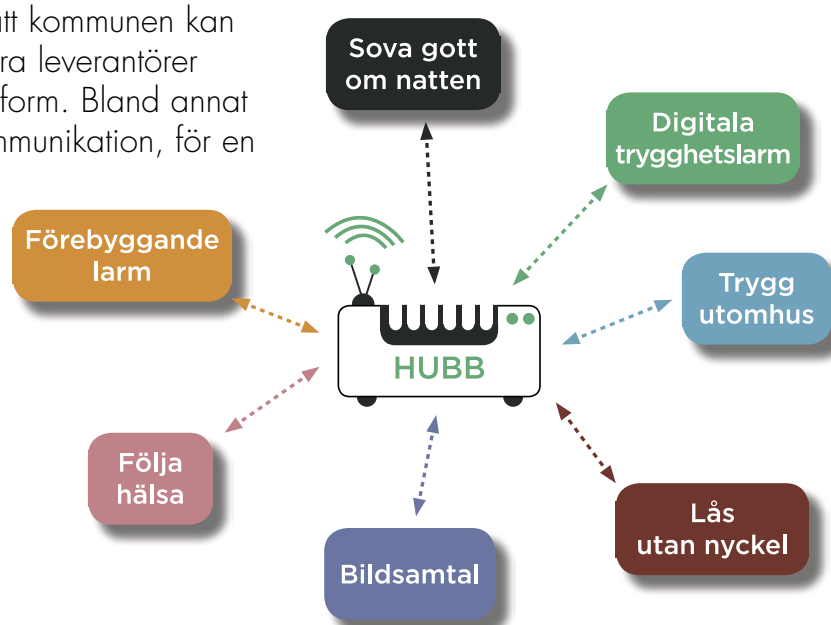 att kommunen kan
ra leverantörer
form. Bland annat
mmunikation, för en
Sova gott
om natten
Digitala
trygghetslarm
Förebyggande
larm
Trygg
utomhus
HUBB
Följa
hälsa
Lås
utan nyckel
Bildsamtal